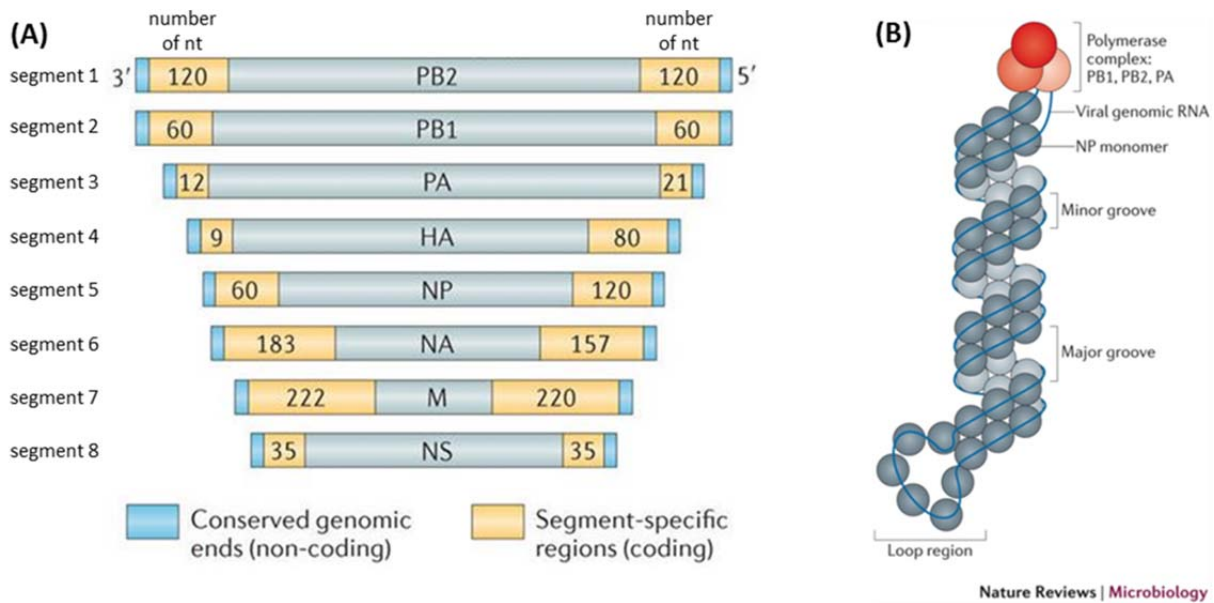 (A)
number
of nt
number
of nt
segment 1 3′ 120 PB2 120 5′
segment 2 60 PB1 60
segment 3 12 PA 21
segment 4 9 HA 80
segment 5 60 NP 120
segment 6 183 NA 157
segment 7 222 M 220
segment 8 35 NS 35
Conserved genomic
ends (non-coding)
Segment-specific
regions (coding)
(B)
Polymerase
complex:
PB1, PB2, PA
Viral genomic RNA
NP monomer
Minor groove
Major groove
Loop region
Nature Reviews | Microbiology